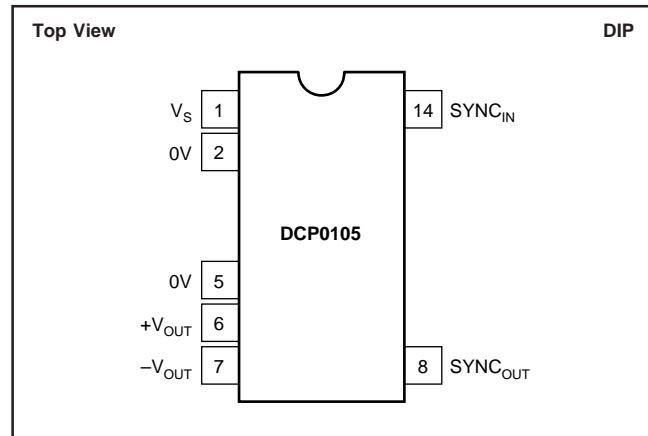 Top View DIP
V_S 1 14 SYNC_IN
0V 2
DCP0105
0V 5
+V_OUT 6
–V_OUT 7 8 SYNC_OUT